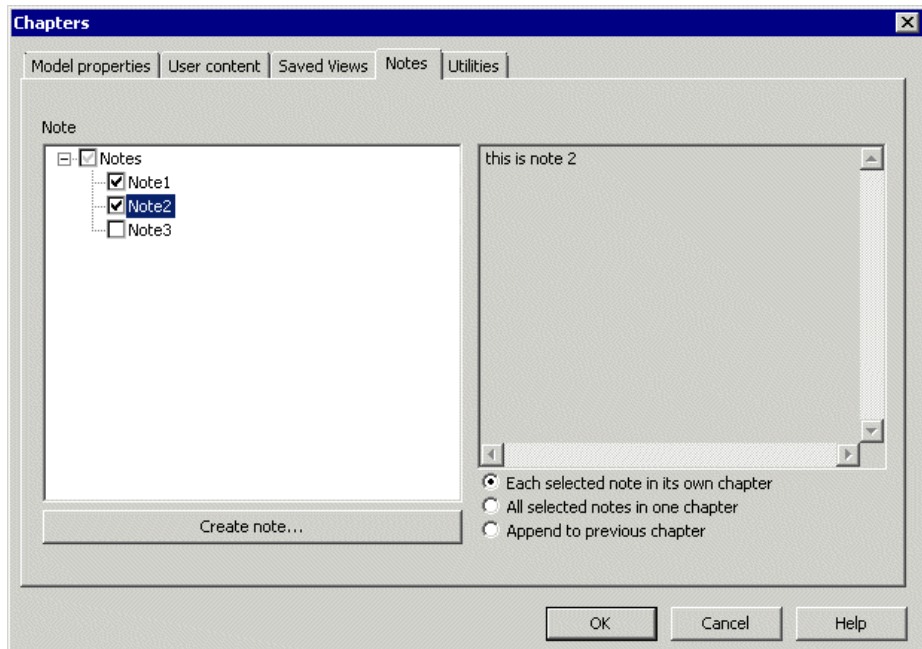 Chapters
Model properties User content Saved Views Notes Utilities
Note
Notes
Note1
Note2
Note3
this is note 2
Each selected note in its own chapter
All selected notes in one chapter
Append to previous chapter
Create note...
OK Cancel Help